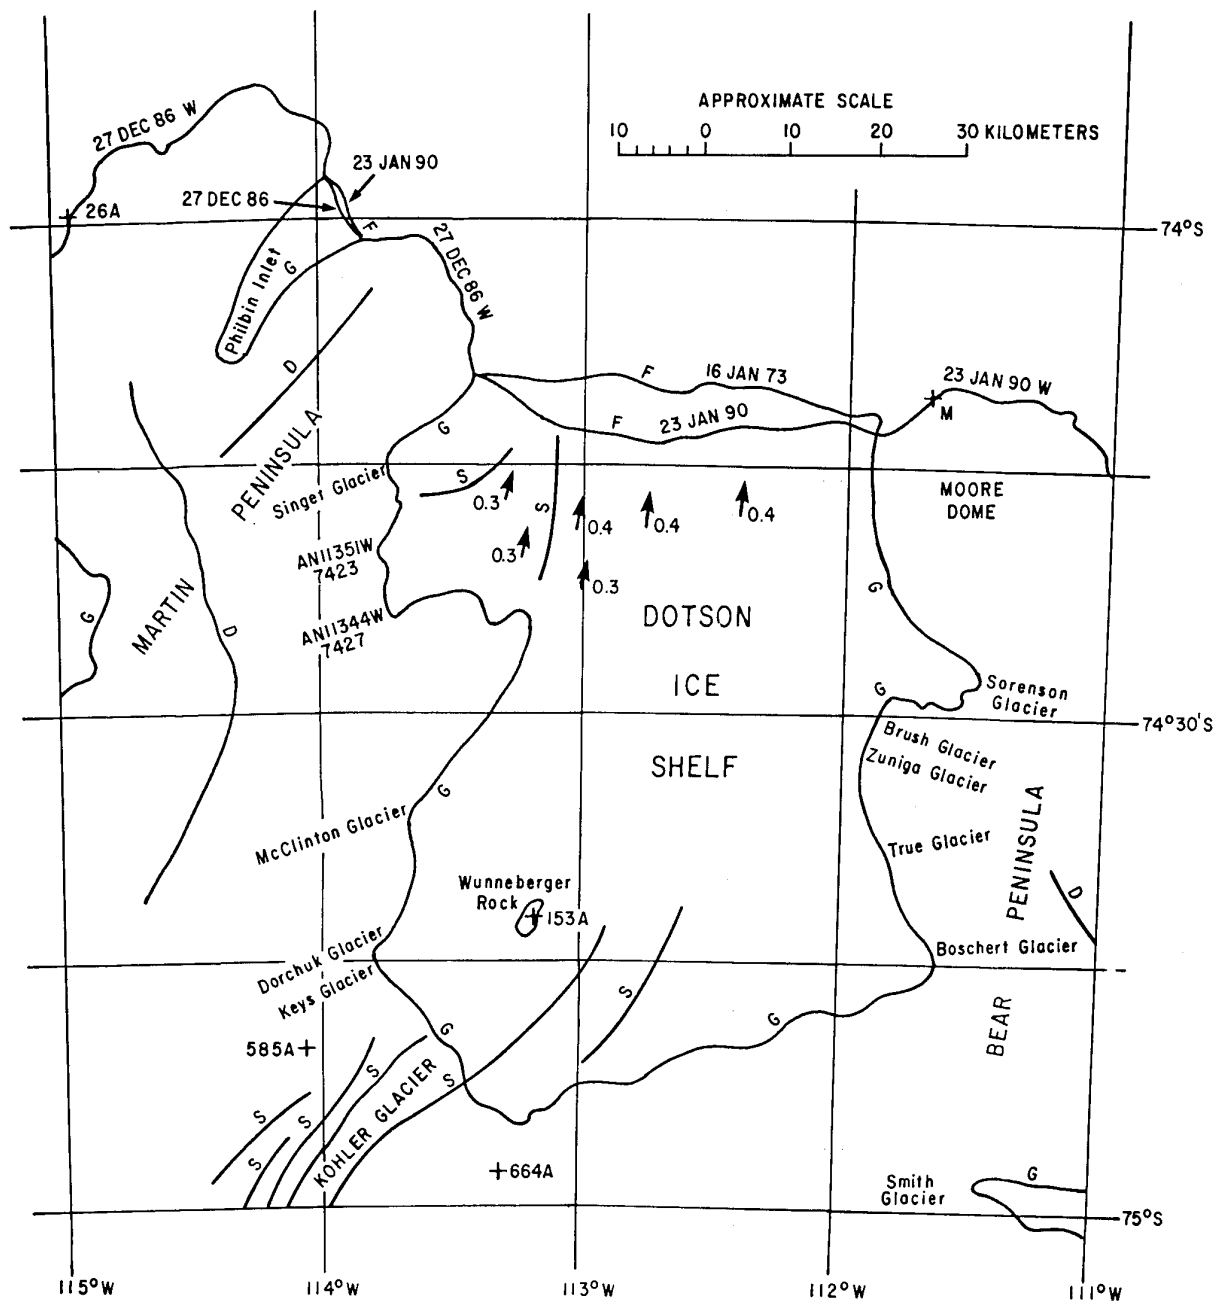 APPROXIMATE SCALE
10 0 10 20 30 KILOMETERS
27 DEC 86 W
23 JAN 90
27 DEC 86
26A
F
74°S
27 DEC 86 W
G
Philbin Inlet
D
F
16 JAN 73
23 JAN 90 W
M
F
23 JAN 90
G
PENINSULA
Singer Glacier
S
0.3
S
0.4
0.4
0.4
MOORE
DOME
AN11351W
7423
0.3
0.3
G
G
MARTIN
D
AN11344W
7427
DOTSON
ICE
SHELF
G
Sorenson
Glacier
74°30'S
Brush Glacier
Zuniga Glacier
G
McClinton Glacier
True Glacier
PENINSULA
BEAR
D
Wunneberger
Rock
153A
Dorchuk Glacier
Keys Glacier
Boschert Glacier
S
G
G
585A
S
S
S
S
S
KOHLER GLACIER
664A
Smith
Glacier
G
75°S
115°W
114°W
113°W
112°W
111°W